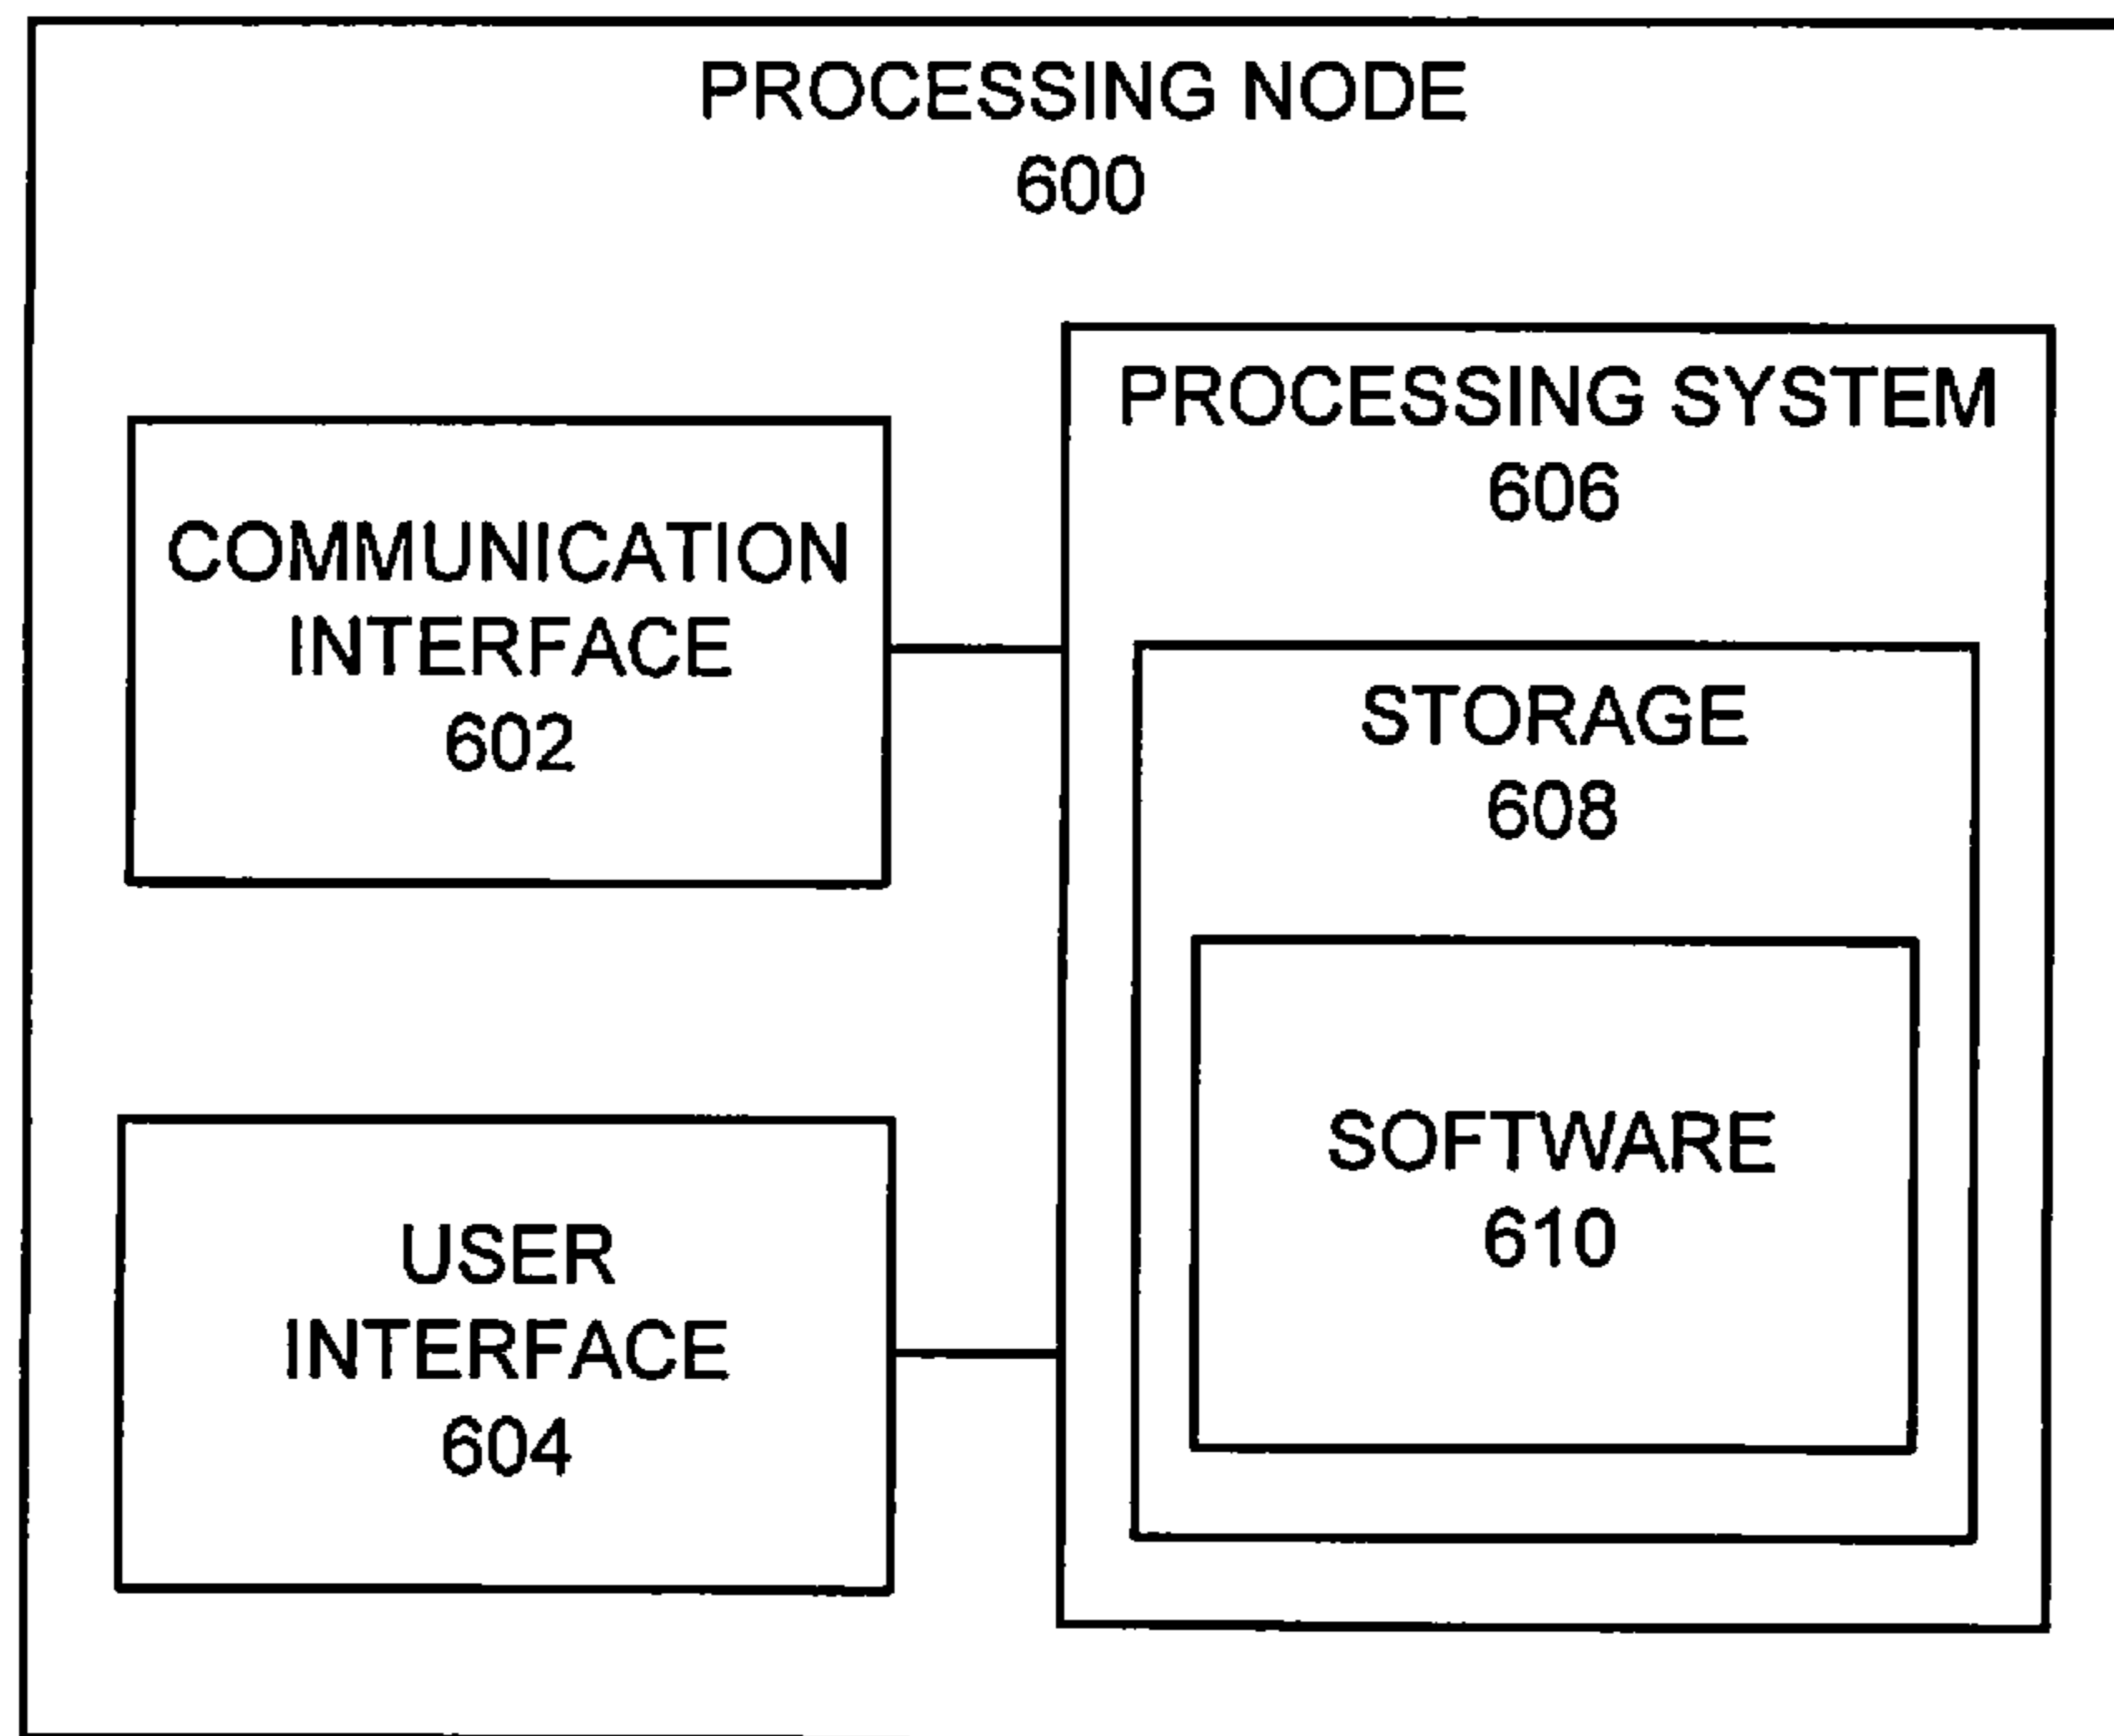 PROCESSING NODE
600
PROCESSING SYSTEM
606
COMMUNICATION
INTERFACE
602
STORAGE
608
SOFTWARE
610
USER
INTERFACE
604